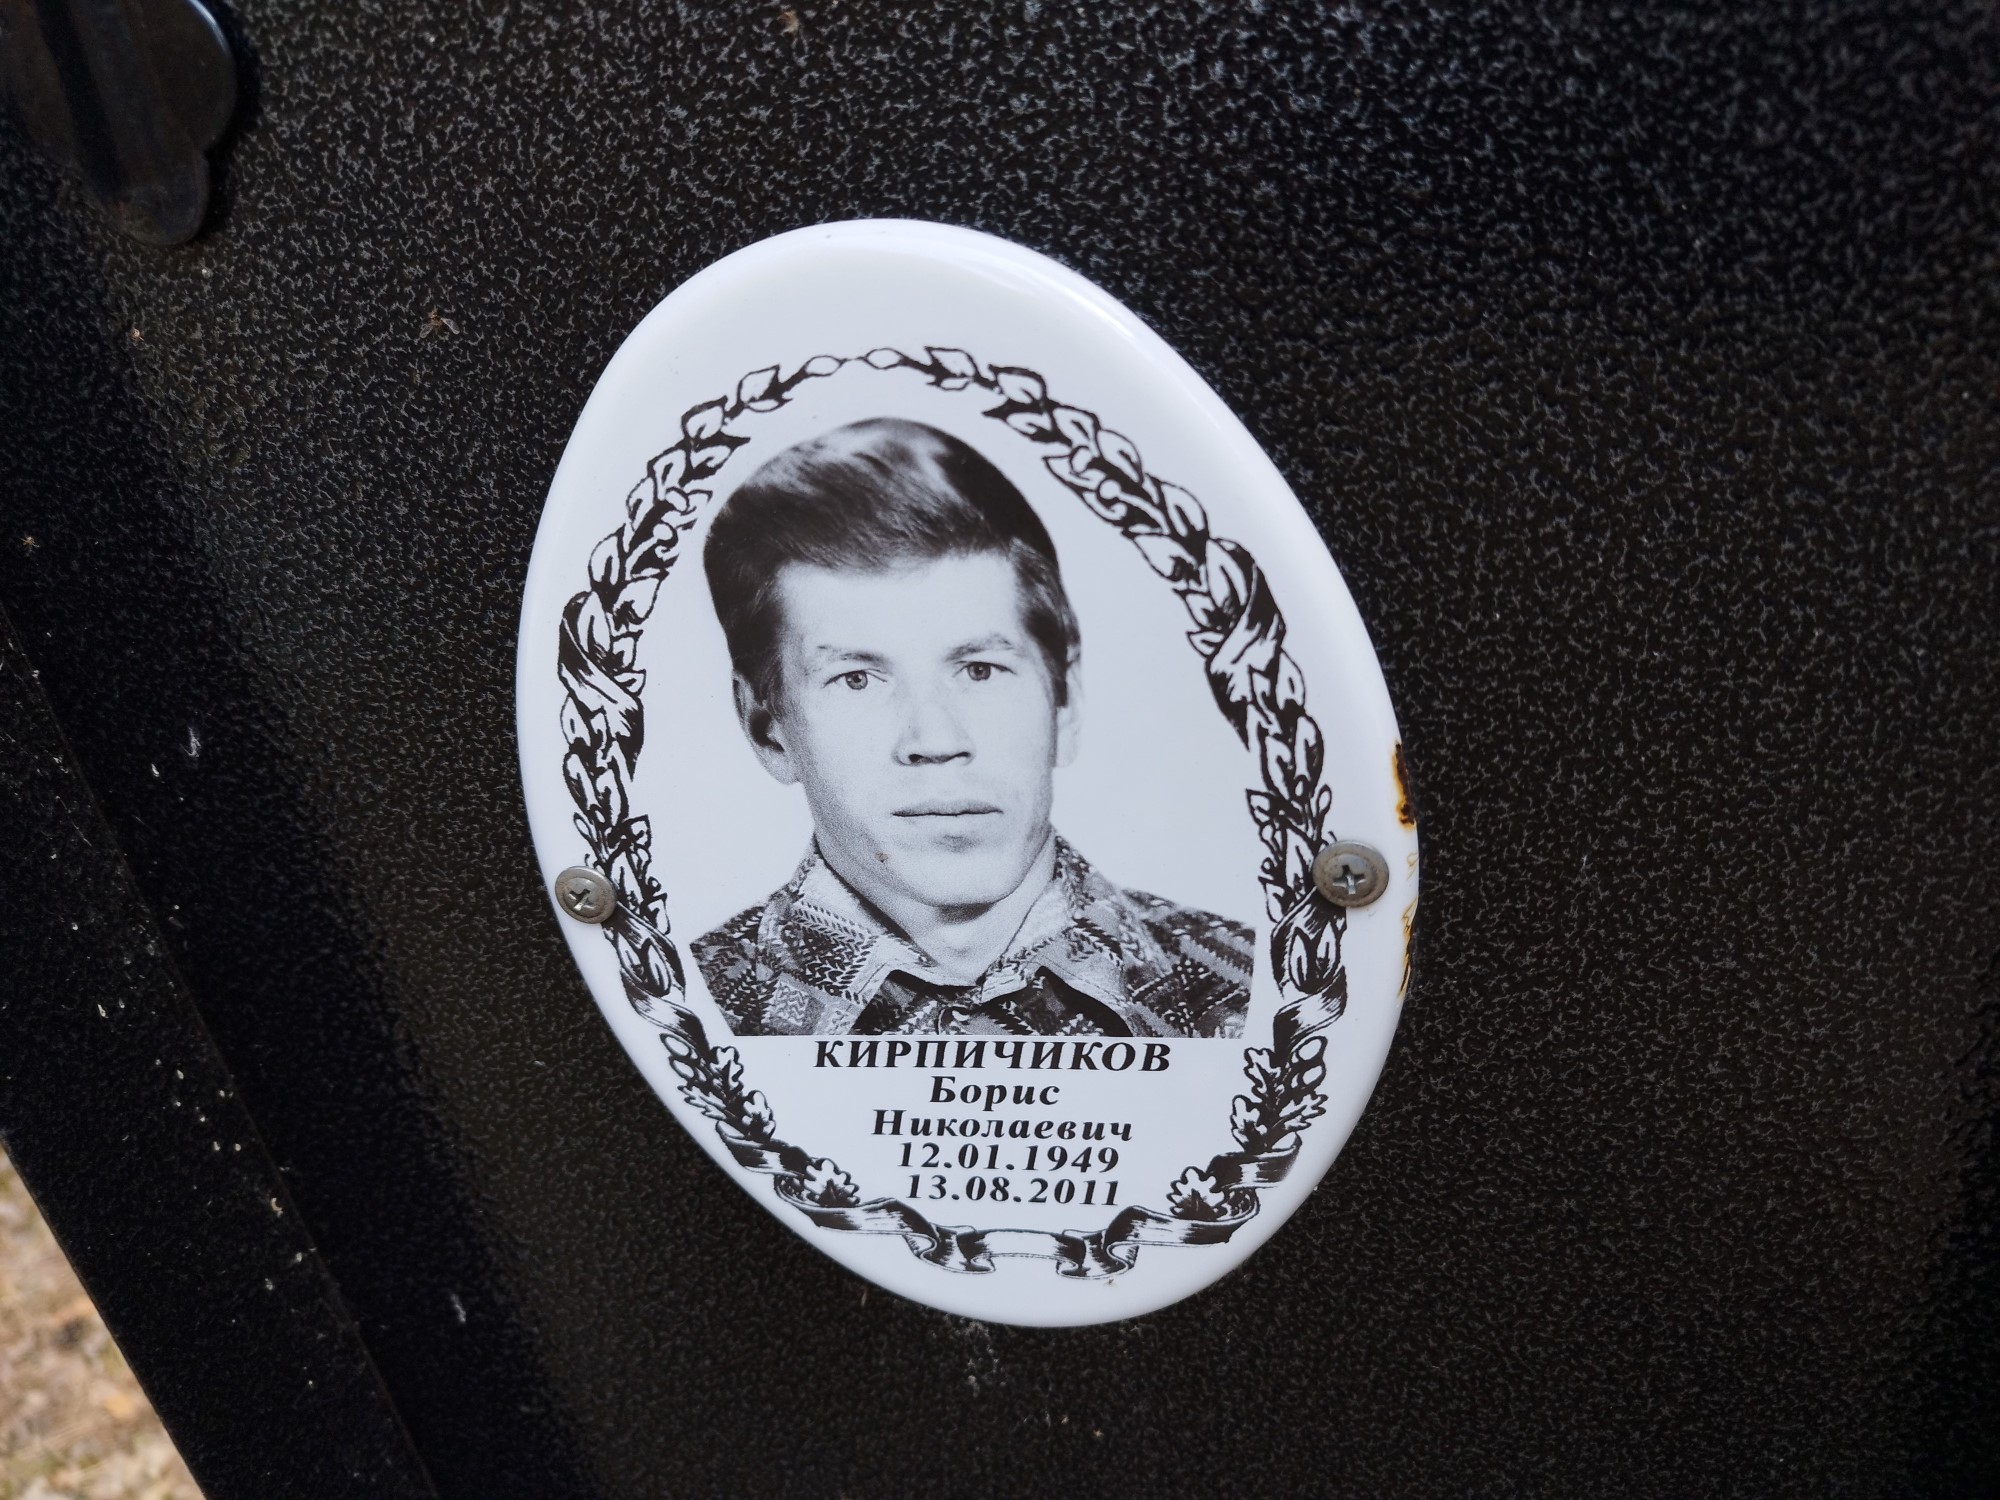 КИРПИЧИКОВ
Борис
Николаевич
12.01.1949
13.08.2011